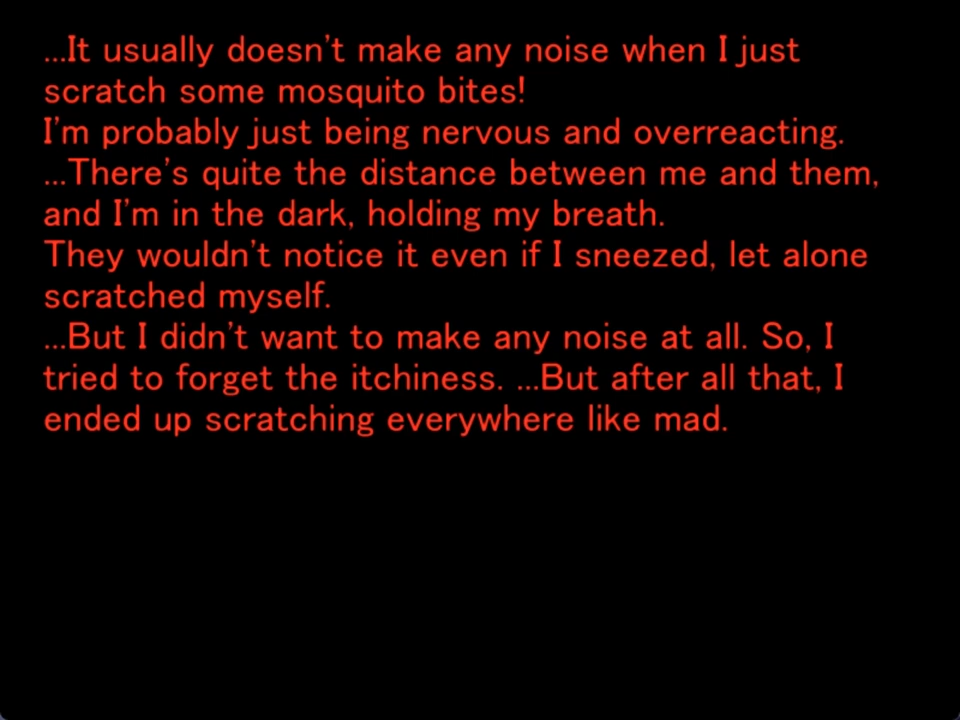 ...It usually doesn't make any noise when I just
scratch some mosquito bites!
I'm probably just being nervous and overreacting.
...There's quite the distance between me and them,
and I'm in the dark, holding my breath.
They wouldn't notice it even if I sneezed, let alone
scratched myself.
...But I didn't want to make any noise at all. So, I
tried to forget the itchiness. ...But after all that, I
ended up scratching everywhere like mad.